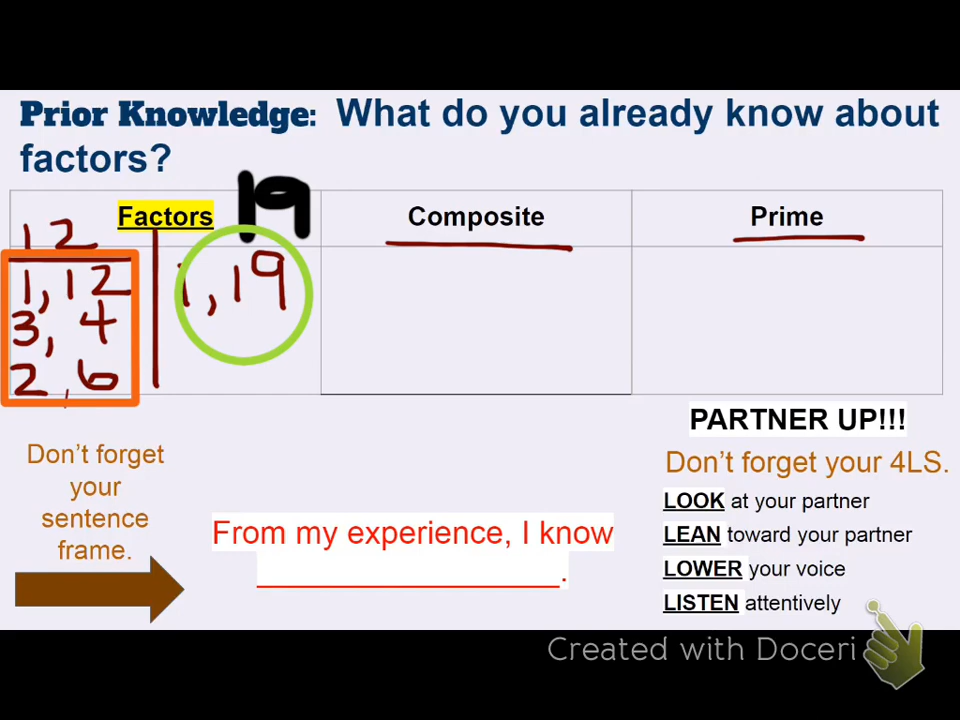 Prior Knowledge: What do you already know about
factors?
Factors
19
Composite
Prime
12
1,12
3, 4
2,6
1,19
Don't forget
your
sentence
frame.
From my experience, I know
___________________.
PARTNER UP!!!
Don't forget your 4LS.
LOOK at your partner
LEAN toward your partner
LOWER your voice
LISTEN attentively
Created with Doceri